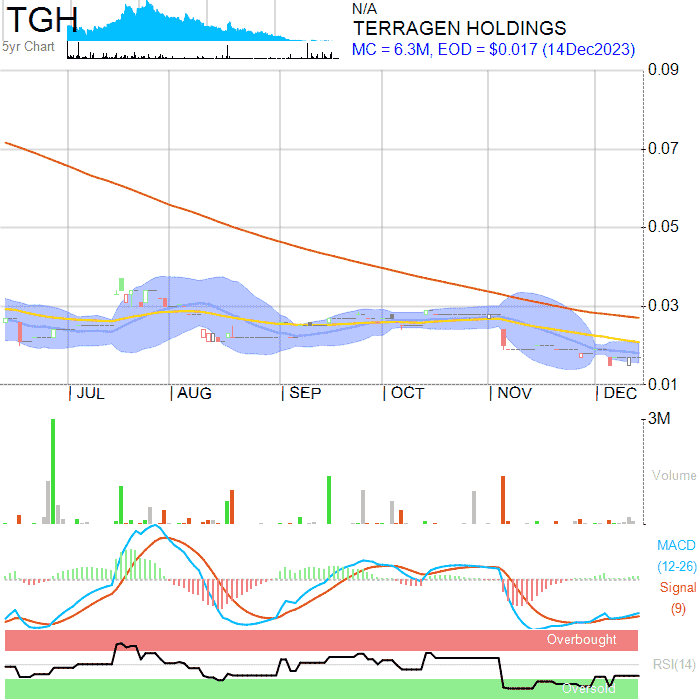 TGH
5yr Chart
N/A
TERRAGEN HOLDINGS
MC = 6.3M, EOD = $0.017 (14Dec2023)
0.09
0.07
0.05
0.03
0.01
JUL AUG SEP OCT NOV DEC
3M
Volume
MACD
(12-26)
Signal
(9)
Overbought
RSI(14)
Oversold